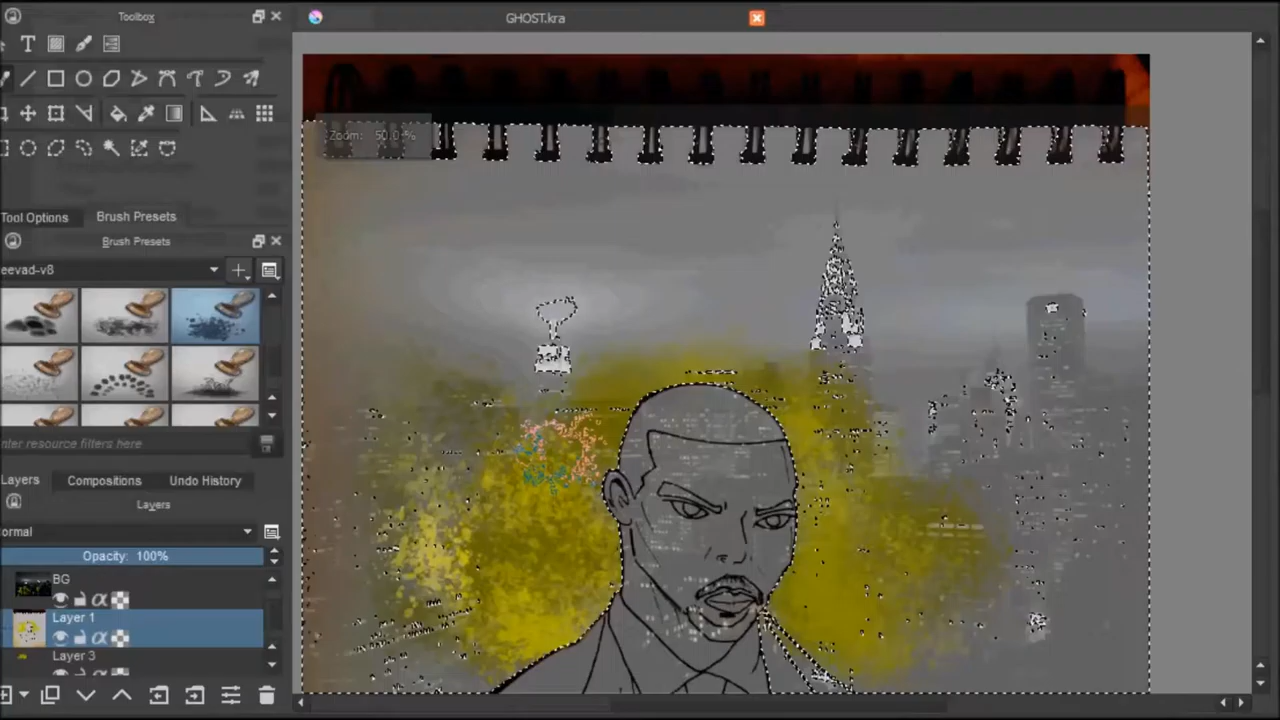 Toolbox
GHOST.kra
T
Zoom: 50.0%
Tool Options
Brush Presets
Brush Presets
eevad-v8
nter resource filters here
Layers
Compositions
Undo History
Layers
ormal
Opacity: 100%
BG
Layer 1
Layer 3